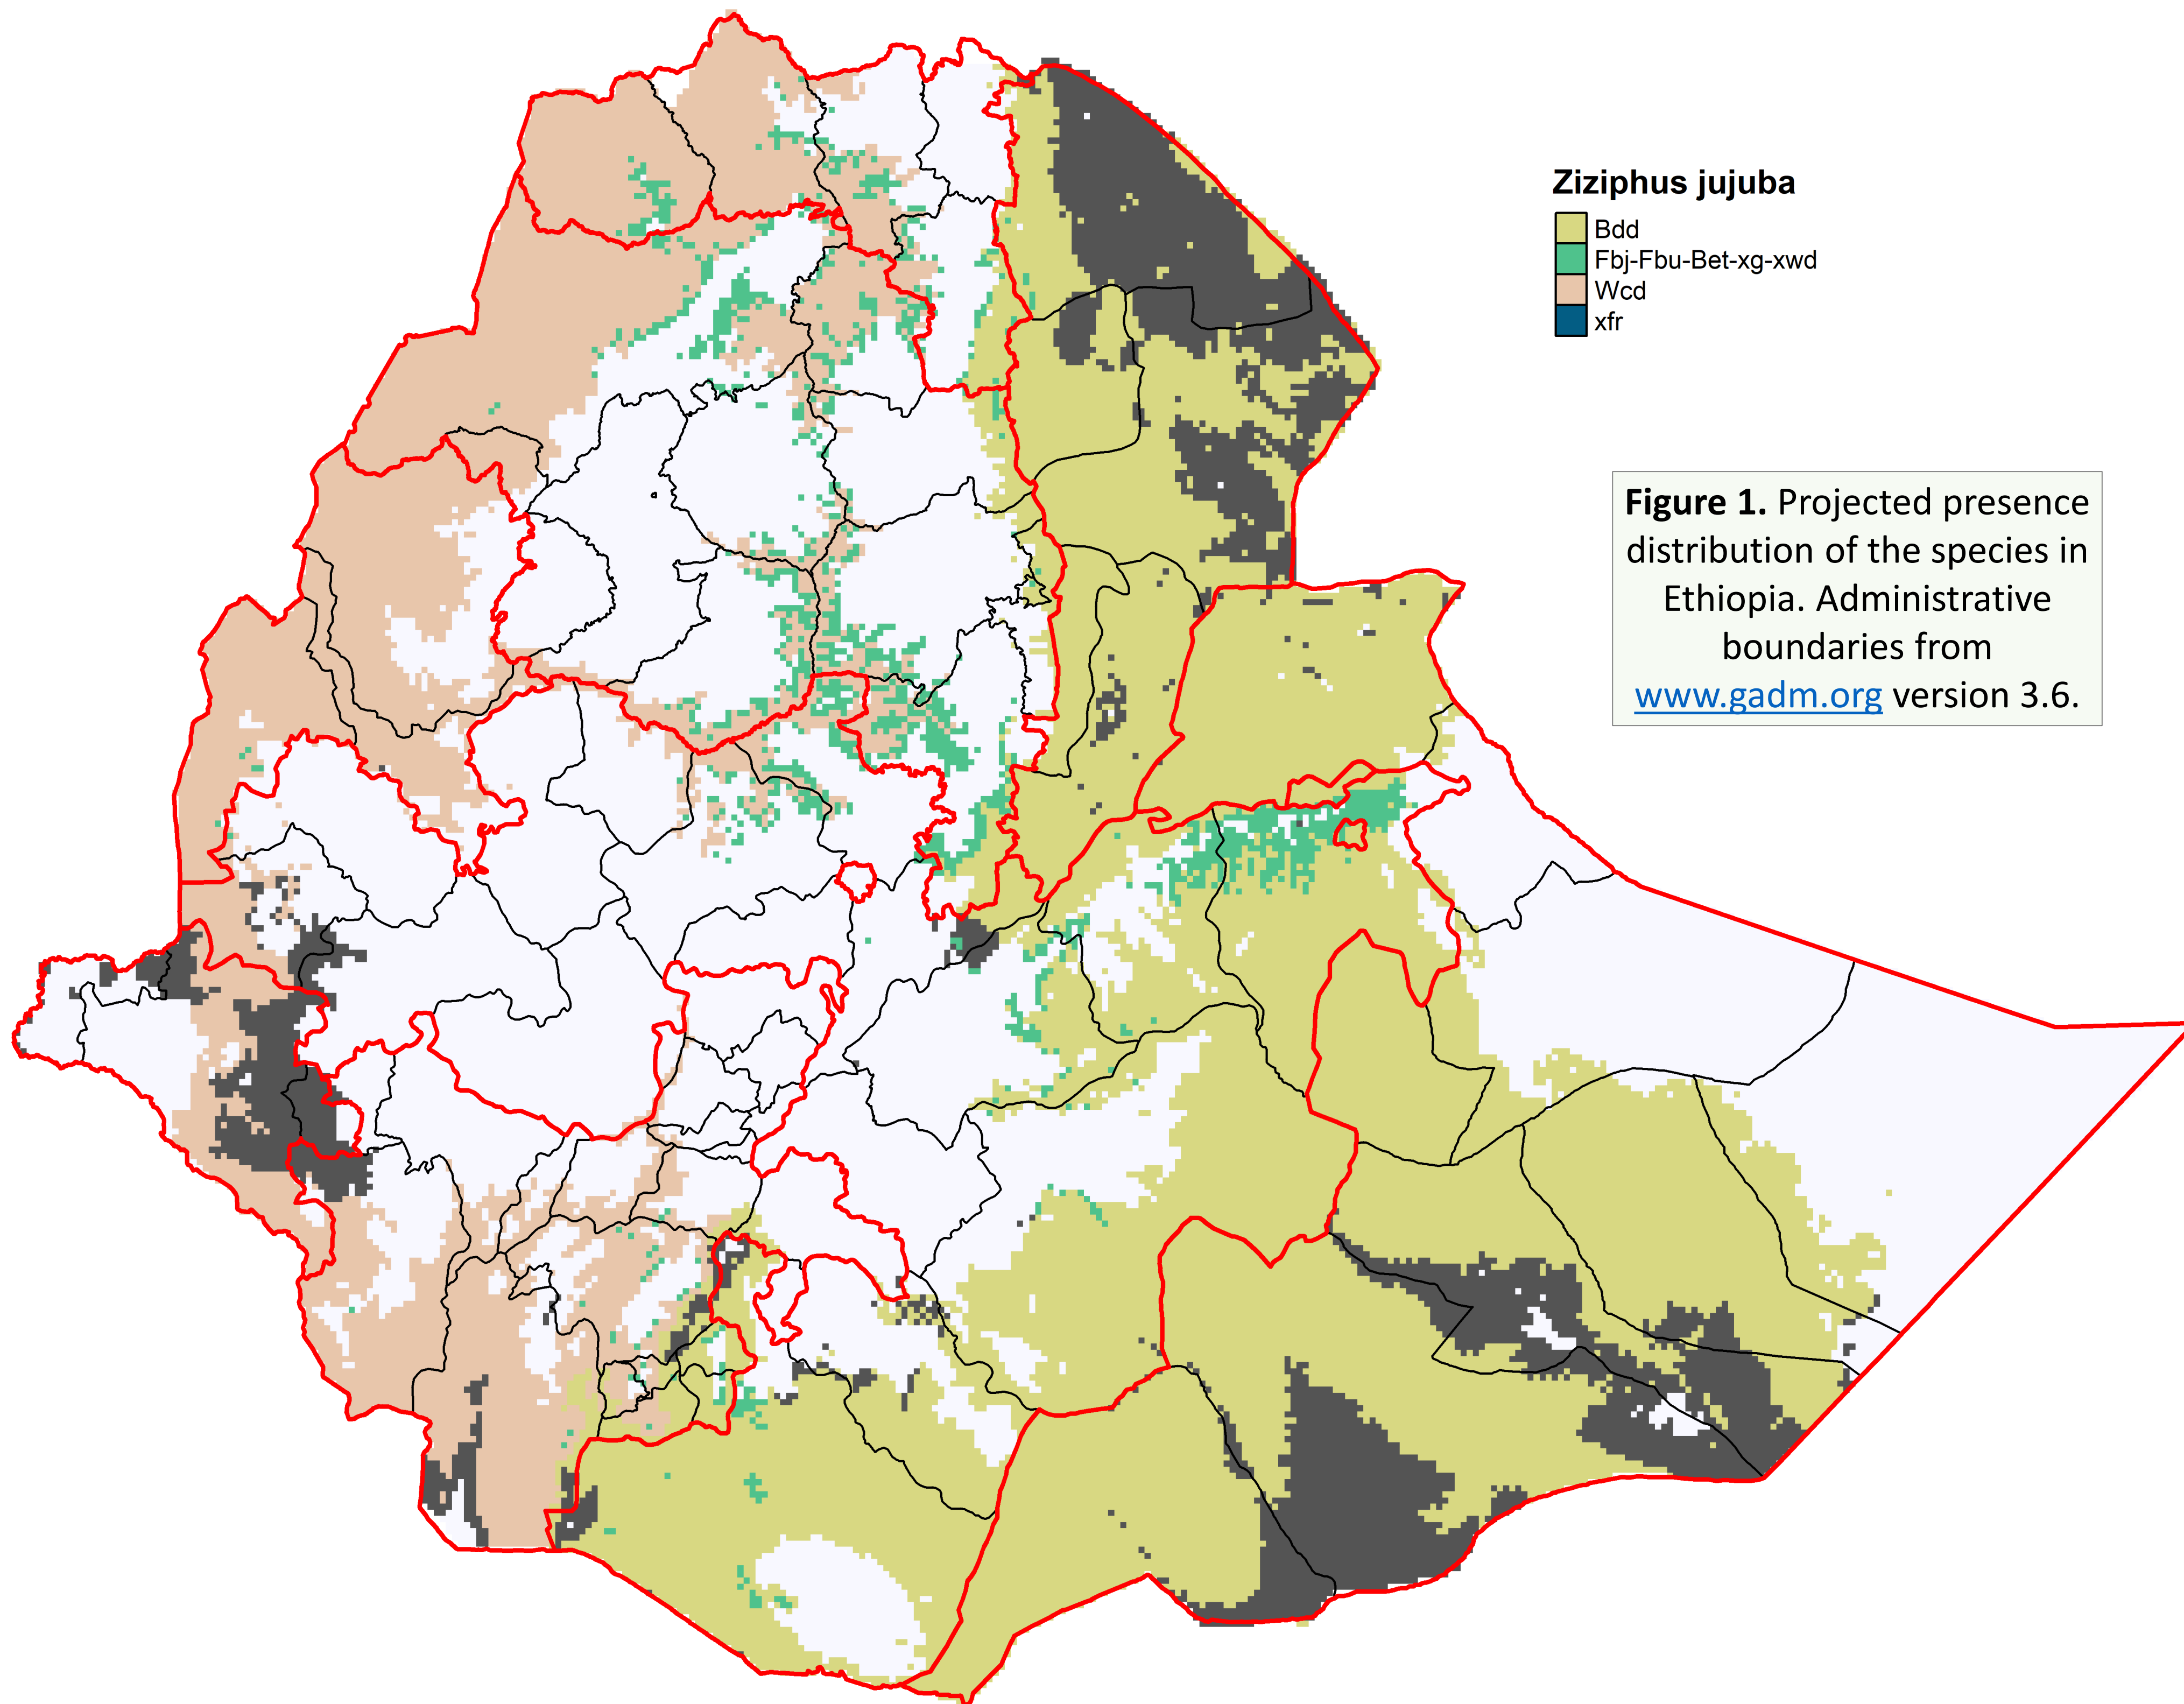 Ziziphus jujuba
Bdd
Fbj-Fbu-Bet-xg-xwd
Wcd
xfr
Figure 1. Projected presence
distribution of the species in
Ethiopia. Administrative
boundaries from
www.gadm.org version 3.6.